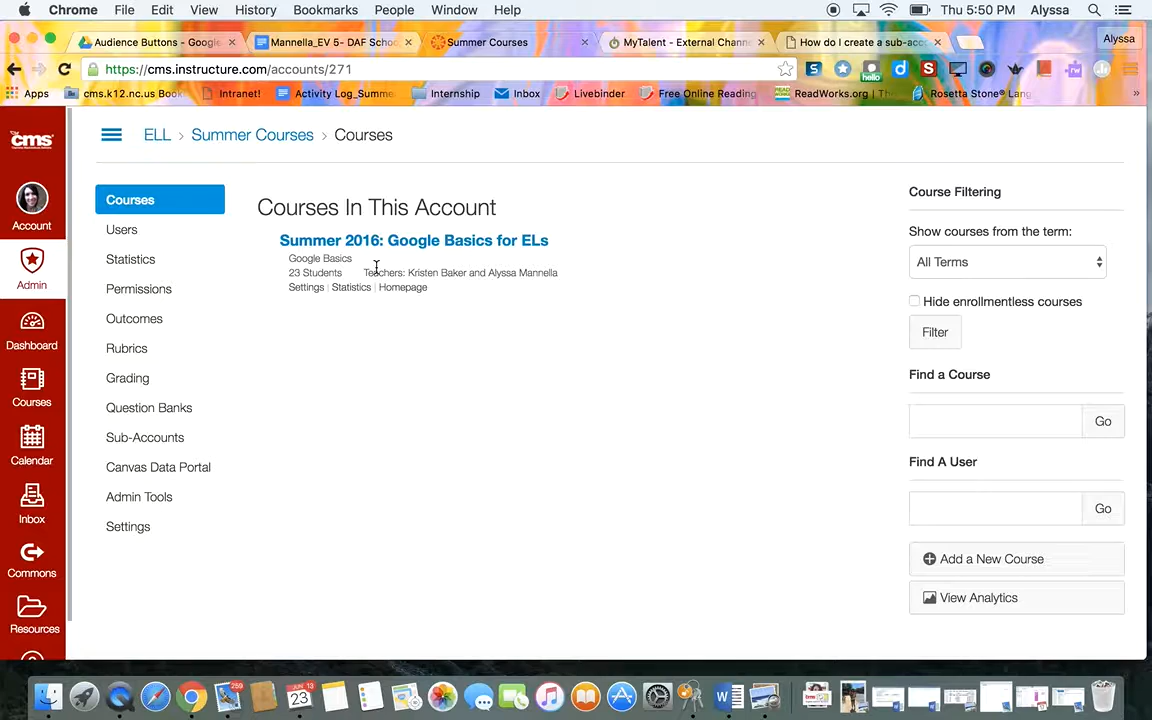 Chrome File Edit View History Bookmarks People Window Help Thu 5:50 PM Alyssa
Audience Buttons - Google × Mannella_EV 5- DAF Schoo × Summer Courses × MyTalent - External Chann × How do I create a sub-acc × Alyssa
https://cms.instructure.com/accounts/271
Apps cms.k12.nc.us Book Intranet! Activity Log_Summe Internship Inbox Livebinder Free Online Reading ReadWorks.org | Th Rosetta Stone® Lang »
cms
ELL > Summer Courses > Courses
Account
Admin
Dashboard
Courses
Calendar
Inbox
Commons
Resources
Courses
Users
Statistics
Permissions
Outcomes
Rubrics
Grading
Question Banks
Sub-Accounts
Canvas Data Portal
Admin Tools
Settings
Courses In This Account
Summer 2016: Google Basics for ELs
Google Basics
23 Students Teachers: Kristen Baker and Alyssa Mannella
Settings | Statistics | Homepage
Course Filtering
Show courses from the term:
All Terms
Hide enrollmentless courses
Filter
Find a Course
Go
Find A User
Go
Add a New Course
View Analytics
hello
S
d
S
rw
259
JUN 13
23
W